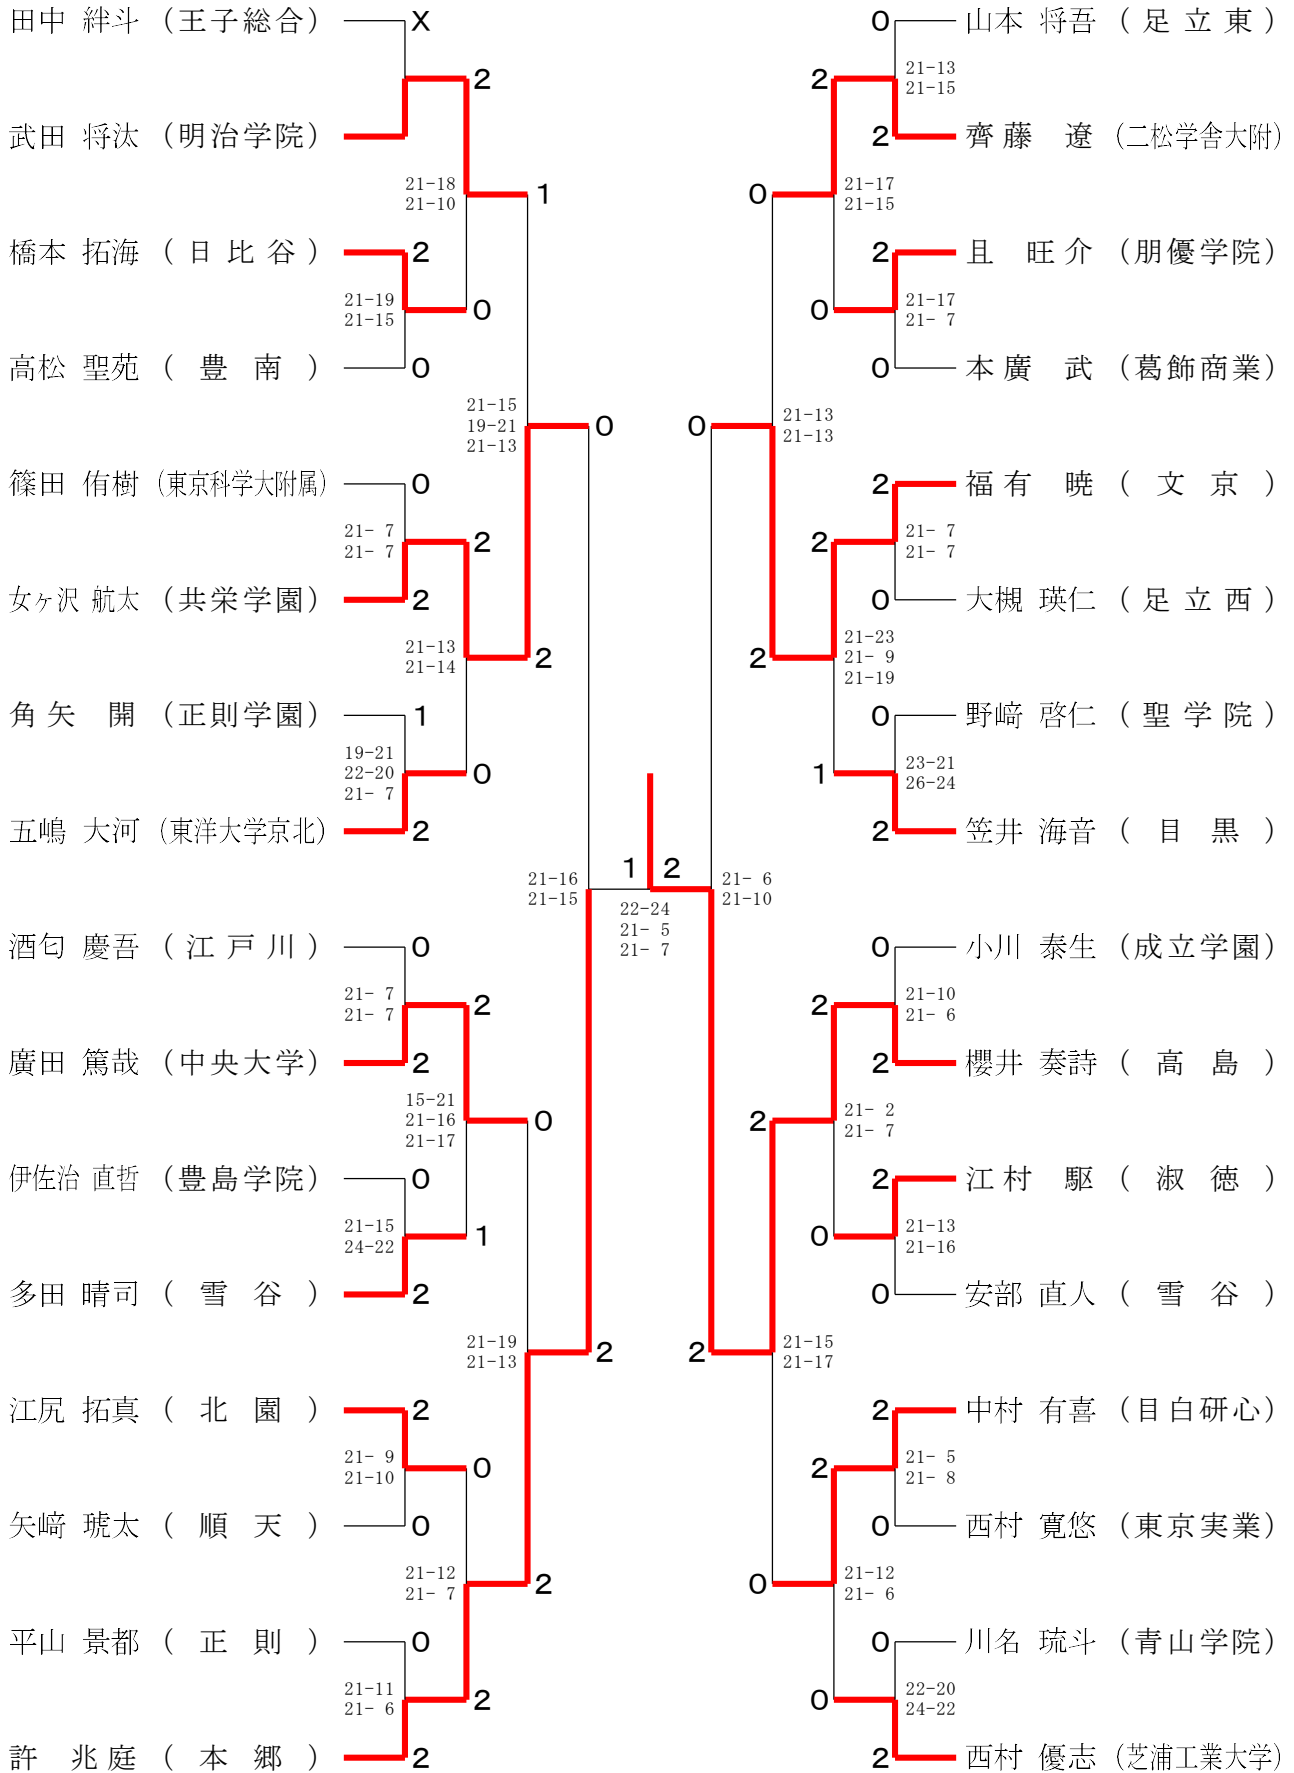 田中 絆斗 (王子総合) X
2
武田 将汰 (明治学院)
21-18
21-10
1
橋本 拓海 (日比谷) 2
21-19
21-15
0
高松 聖苑 (豊南) 0
21-15
19-21
21-13
0
篠田 侑樹 (東京科学大附属) 0
21- 7
21- 7
2
女ヶ沢 航太 (共栄学園) 2
21-13
21-14
2
角矢 開 (正則学園) 1
19-21
22-20
21- 7
0
五嶋 大河 (東洋大学京北) 2
21-16
21-15
酒匂 慶吾 (江戸川) 0
21- 7
21- 7
2
廣田 篤哉 (中央大学) 2
15-21
21-16
21-17
0
伊佐治 直哲 (豊島学院) 0
21-15
24-22
1
多田 晴司 (雪谷) 2
21-19
21-13
2
江尻 拓真 (北園) 2
21- 9
21-10
0
矢﨑 琥太 (順天) 0
21-12
21- 7
2
平山 景都 (正則) 0
21-11
21- 6
2
許 兆庭 (本郷) 2
1 2
22-24
21- 5
21- 7
0 山本 将吾 (足立東)
2
21-13
21-15
2 齊藤 遼 (二松学舎大附)
0
21-17
21-15
2 且 旺介 (朋優学院)
0
21-17
21- 7
0 本廣 武 (葛飾商業)
0
21-13
21-13
2 福有 暁 (文京)
2
21- 7
21- 7
0 大槻 瑛仁 (足立西)
2
21-23
21- 9
21-19
0 野﨑 啓仁 (聖学院)
1
23-21
26-24
2 笠井 海音 (目黒)
21- 6
21-10
0 小川 泰生 (成立学園)
2
21-10
21- 6
2 櫻井 奏詩 (高島)
2
21- 2
21- 7
2 江村 駆 (淑徳)
0
21-13
21-16
0 安部 直人 (雪谷)
2
21-15
21-17
2 中村 有喜 (目白研心)
2
21- 5
21- 8
0 西村 寛悠 (東京実業)
0
21-12
21- 6
0 川名 琉斗 (青山学院)
0
22-20
24-22
2 西村 優志 (芝浦工業大学)